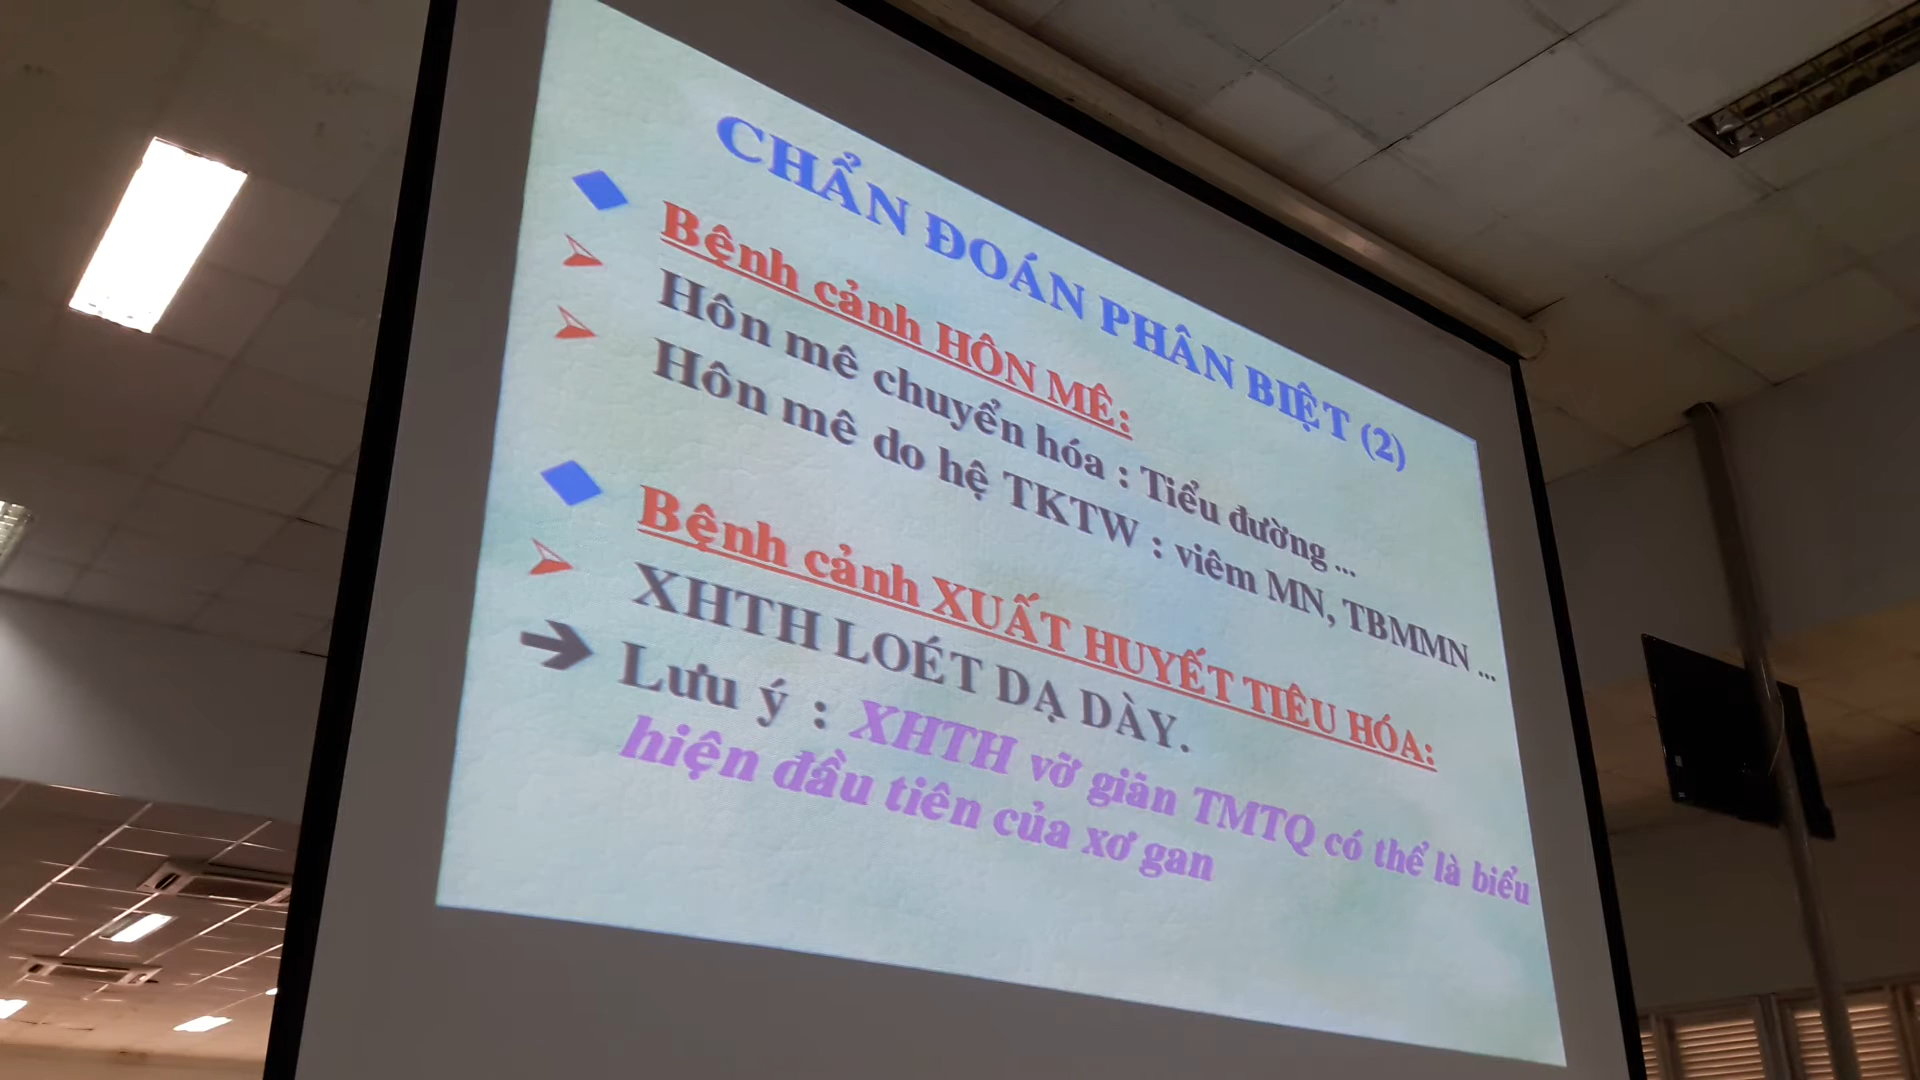 CHẨN ĐOÁN PHÂN BIỆT (2)
Bệnh cảnh HÔN MÊ:
Hôn mê chuyển hóa : Tiểu đường ...
Hôn mê do hệ TKTW : viêm MN, TBMMN ...
Bệnh cảnh XUẤT HUYẾT TIÊU HÓA:
XHTH LOÉT DẠ DÀY.
Lưu ý : XHTH vỡ giãn TMTQ có thể là biểu
hiện đầu tiên của xơ gan